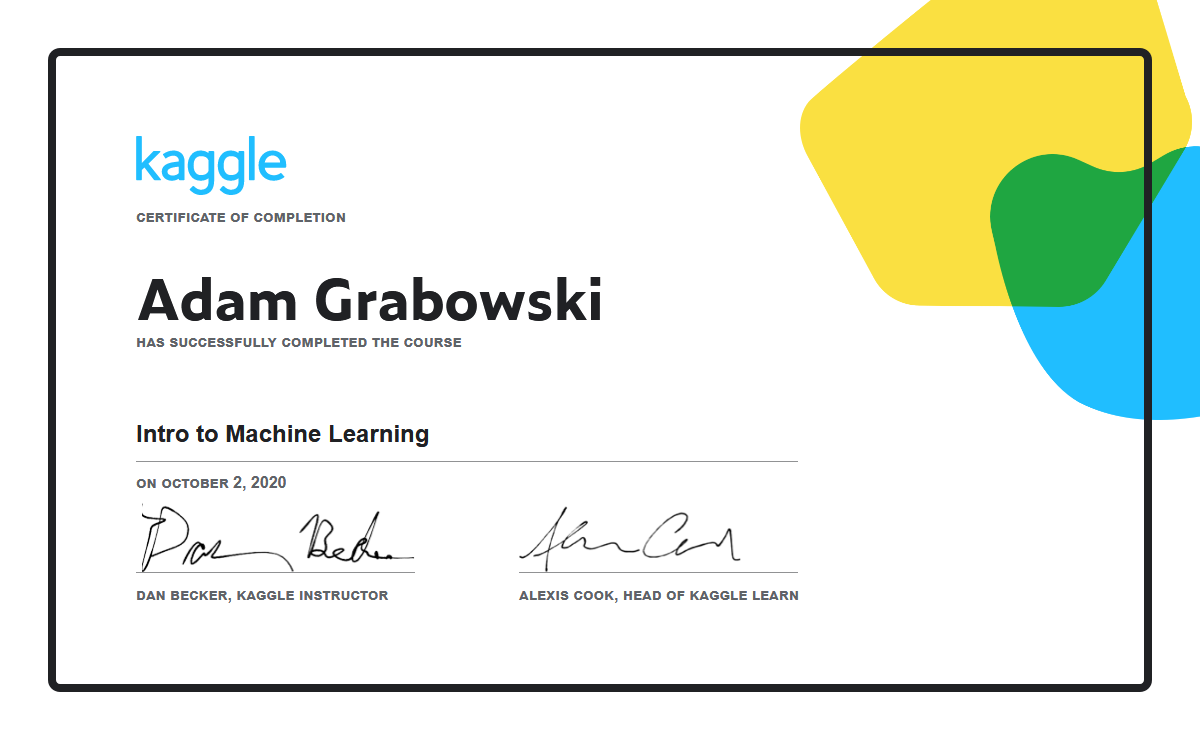 kaggle
CERTIFICATE OF COMPLETION
Adam Grabowski
HAS SUCCESSFULLY COMPLETED THE COURSE
Intro to Machine Learning
ON OCTOBER 2, 2020
Dan Becker
Alexis Cook
DAN BECKER, KAGGLE INSTRUCTOR
ALEXIS COOK, HEAD OF KAGGLE LEARN